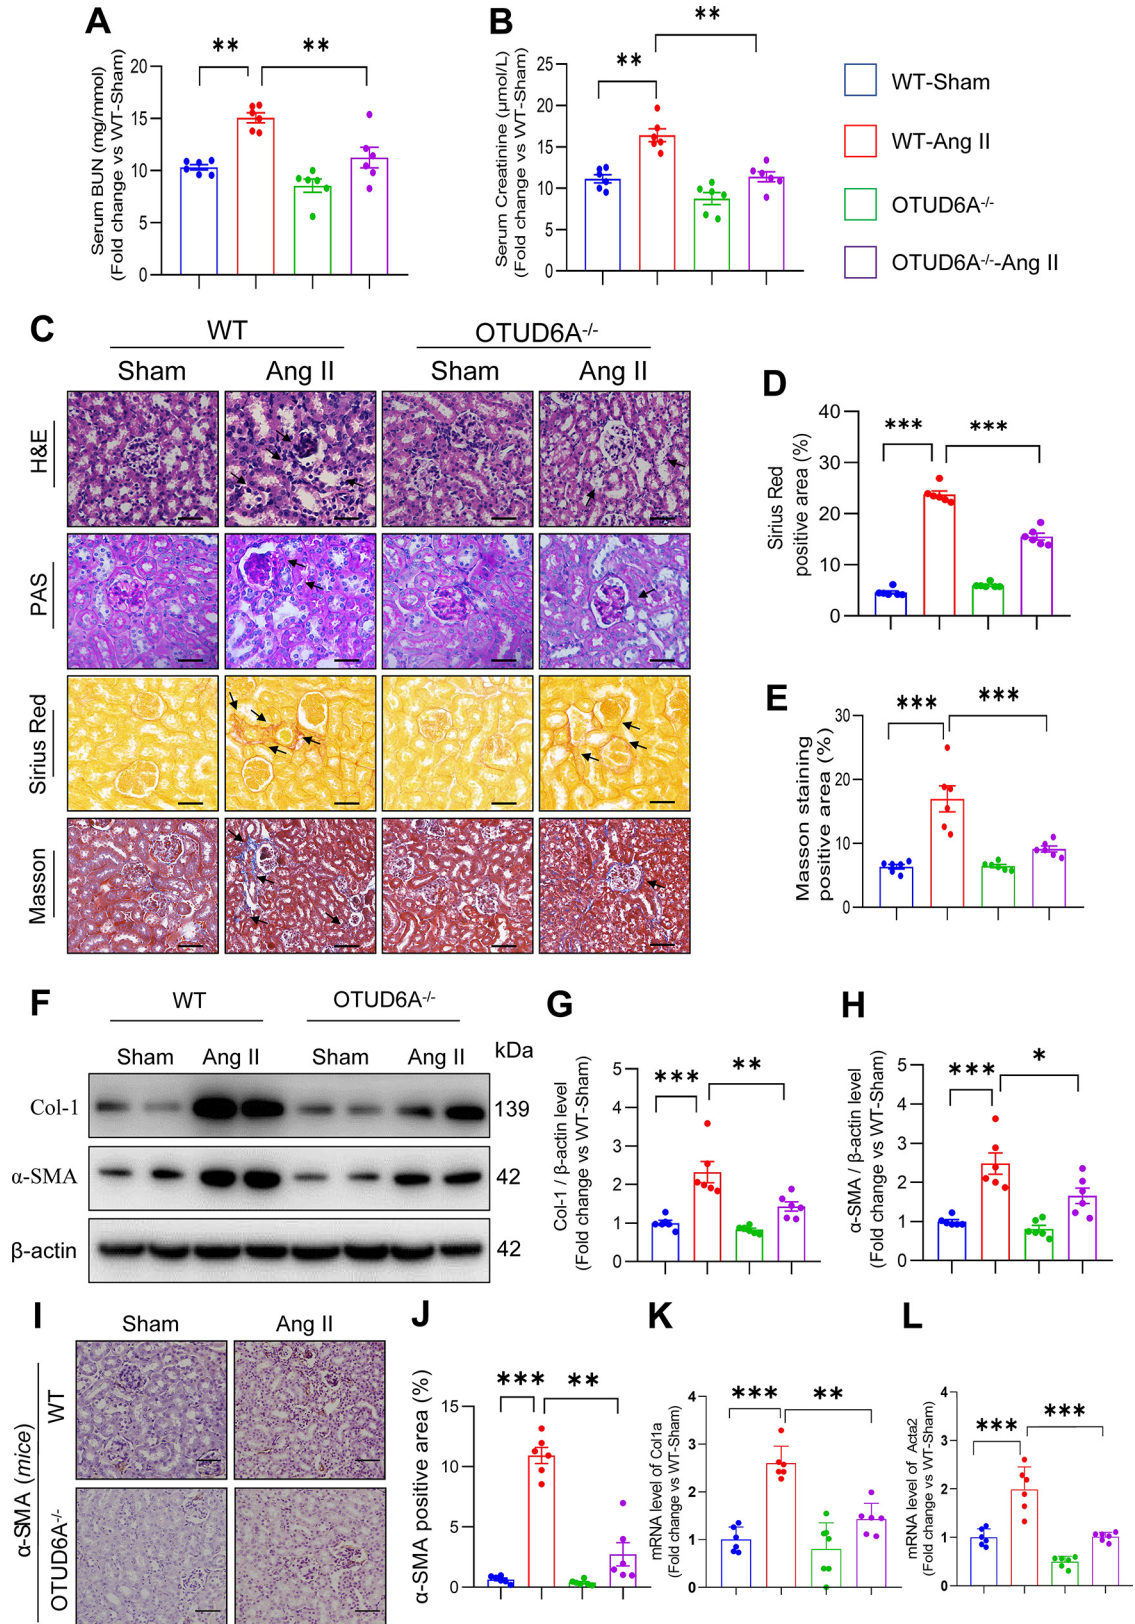 A
Serum BUN (mg/mmol)
(Fold change vs WT-Sham)
20
15
10
5
0
** **
B
Serum Creatinine (μmol/L)
(Fold change vs WT-Sham)
25
20
15
10
5
0
** **
WT-Sham
WT-Ang II
OTUD6A-/-
OTUD6A-/--Ang II
C
WT OTUD6A-/-
Sham Ang II Sham Ang II
H&E
PAS
Sirius Red
Masson
D
Sirius Red
positive area (%)
40
30
20
10
0
*** ***
E
Masson staining
positive area (%)
30
20
10
0
*** ***
F
WT OTUD6A-/-
Sham Ang II Sham Ang II kDa
Col-1 139
α-SMA 42
β-actin 42
G
Col-1 / β-actin level
(Fold change vs WT-Sham)
5
4
3
2
1
0
*** **
H
α-SMA / β-actin level
(Fold change vs WT-Sham)
5
4
3
2
1
0
*** *
I
Sham Ang II
α-SMA (mice)
WT
OTUD6A-/-
J
α-SMA positive area (%)
15
10
5
0
*** **
K
mRNA level of Col1a
(Fold change vs WT-Sham)
4
3
2
1
0
*** **
L
mRNA level of Acta2
(Fold change vs WT-Sham)
4
3
2
1
0
*** ***